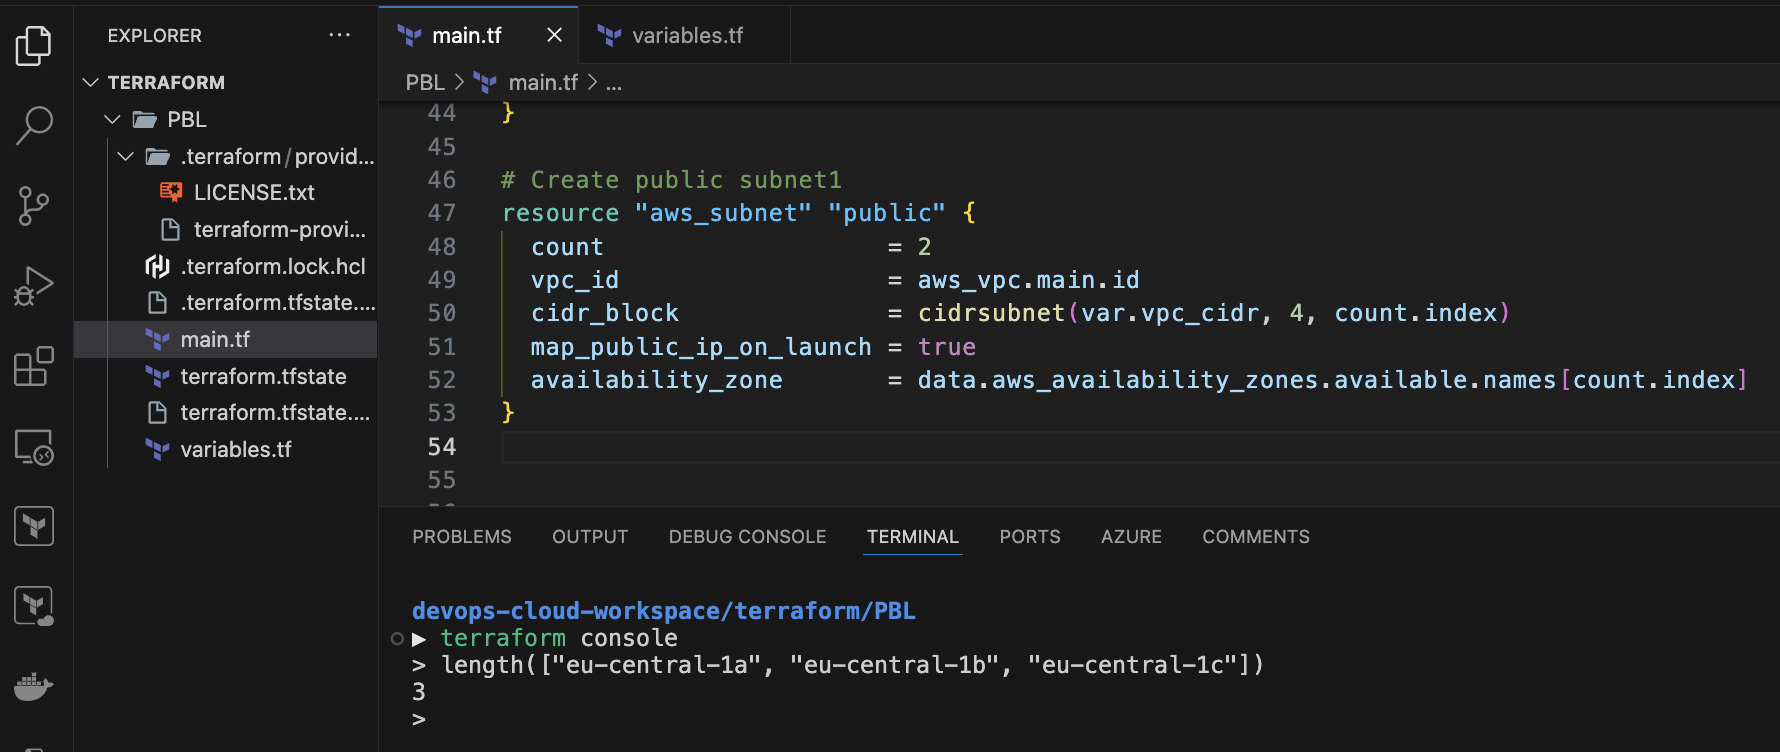 EXPLORER ...
TERRAFORM
PBL
.terraform/provid...
LICENSE.txt
terraform-provi...
.terraform.lock.hcl
.terraform.tfstate....
main.tf
terraform.tfstate
terraform.tfstate....
variables.tf
main.tf
variables.tf
PBL > main.tf > ...
44 }
45
46 # Create public subnet1
47 resource "aws_subnet" "public" {
48 count = 2
49 vpc_id = aws_vpc.main.id
50 cidr_block = cidrsubnet(var.vpc_cidr, 4, count.index)
51 map_public_ip_on_launch = true
52 availability_zone = data.aws_availability_zones.available.names[count.index]
53 }
54
55
PROBLEMS OUTPUT DEBUG CONSOLE TERMINAL PORTS AZURE COMMENTS
devops-cloud-workspace/terraform/PBL
▶ terraform console
> length(["eu-central-1a", "eu-central-1b", "eu-central-1c"])
3
>